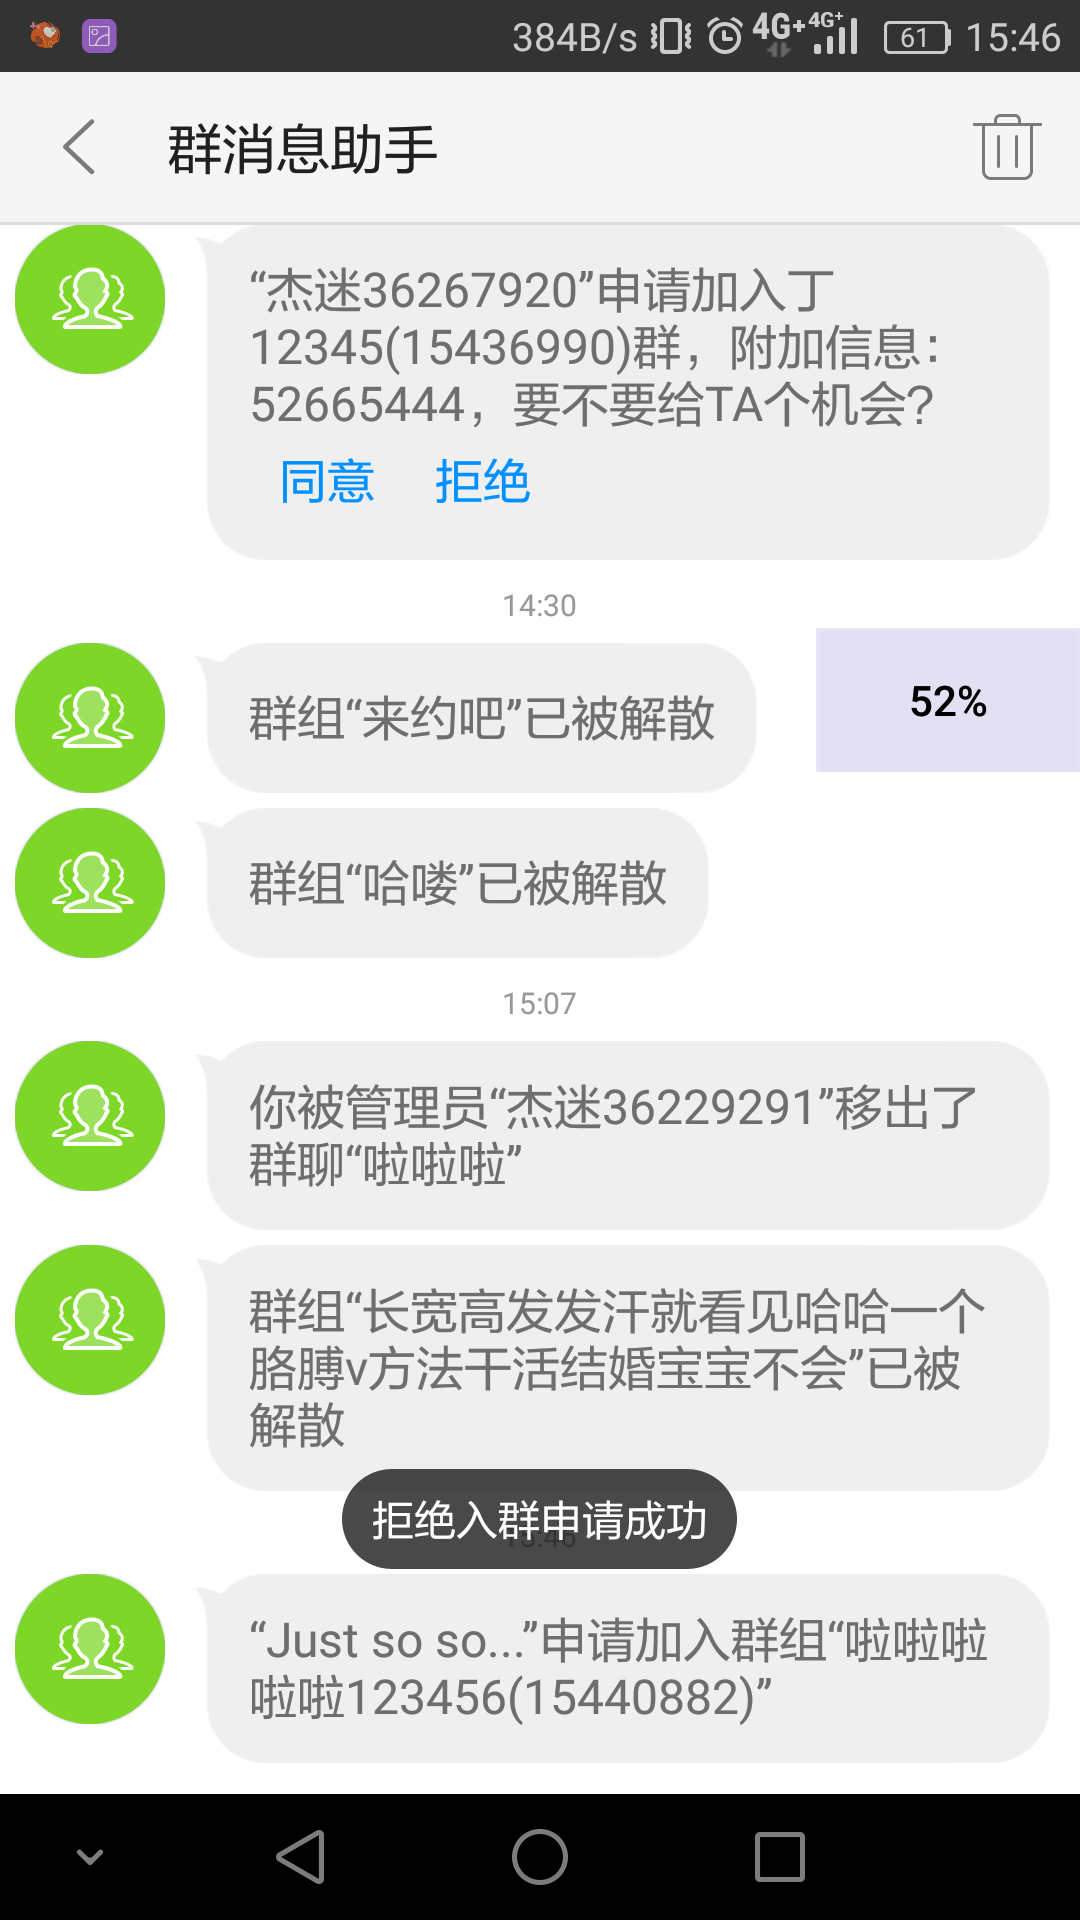 384B/s 4G+ 4G+ 61 15:46
群消息助手
“杰迷36267920”申请加入丁
12345(15436990)群，附加信息：
52665444，要不要给TA个机会？
同意 拒绝
14:30
群组“来约吧”已被解散
52%
群组“哈喽”已被解散
15:07
你被管理员“杰迷36229291”移出了
群聊“啦啦啦”
群组“长宽高发发汗就看见哈哈一个
胳膊v方法干活结婚宝宝不会”已被
解散
拒绝入群申请成功
15:46
“Just so so...”申请加入群组“啦啦啦
啦啦123456(15440882)”